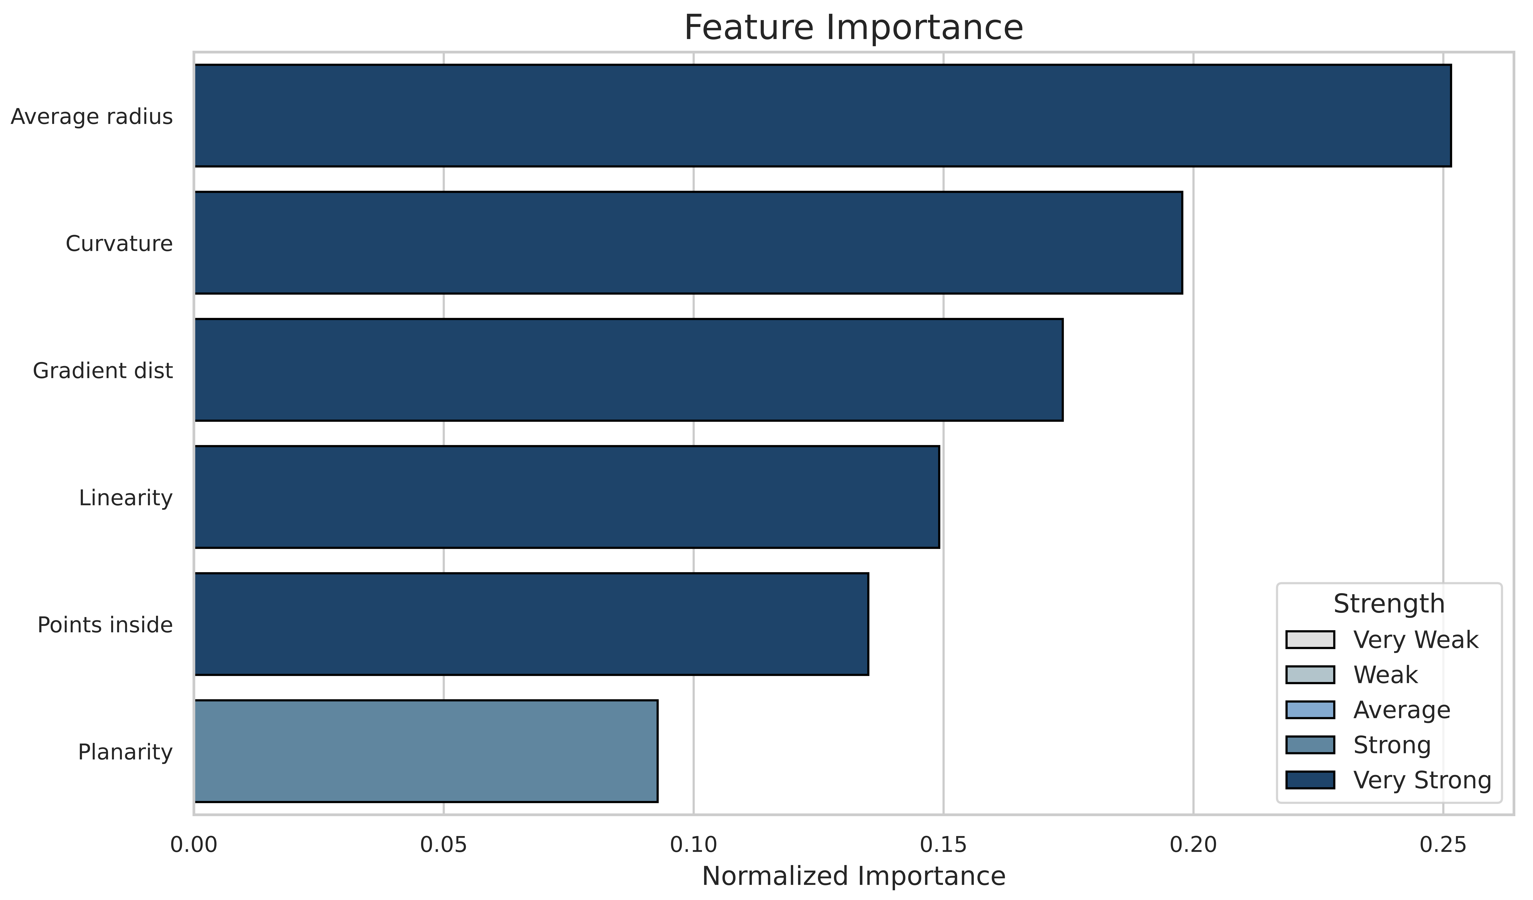 Feature Importance
Average radius
Curvature
Gradient dist
Linearity
Points inside
Planarity
Strength
Very Weak
Weak
Average
Strong
Very Strong
0.00 0.05 0.10 0.15 0.20 0.25
Normalized Importance